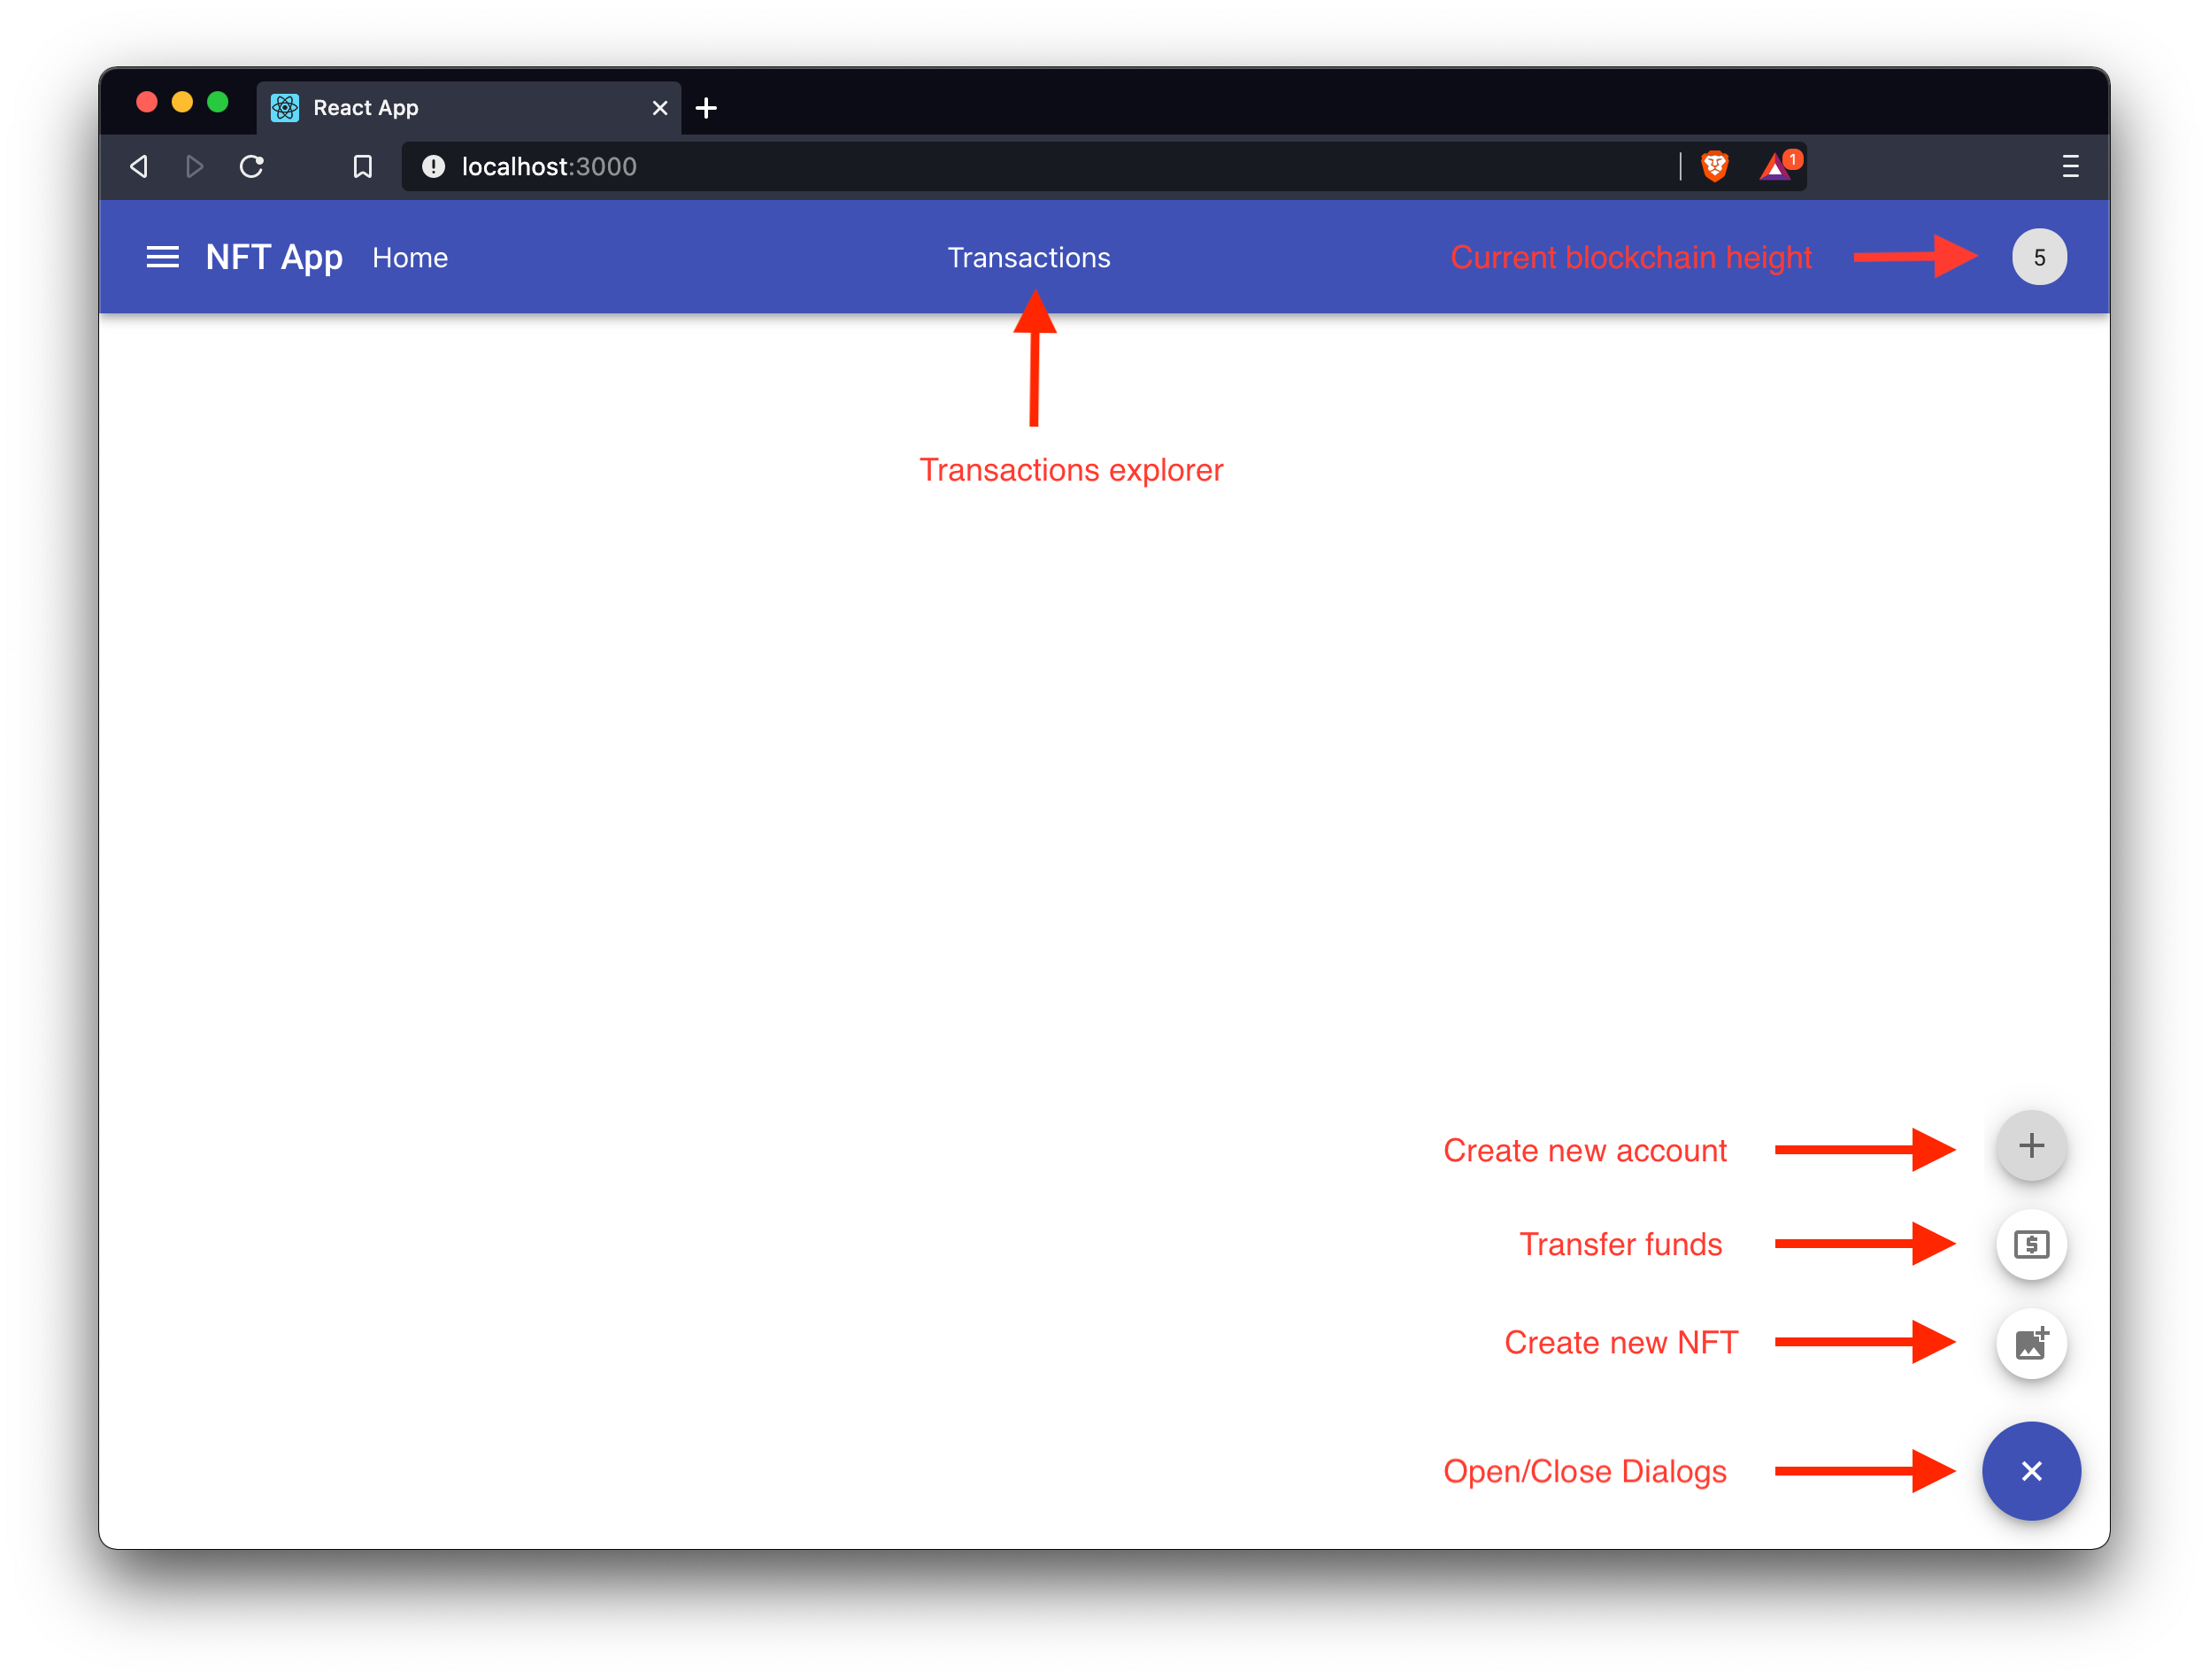 React App
localhost:3000
1
NFT App Home Transactions Current blockchain height 5
Transactions explorer
Create new account
Transfer funds
Create new NFT
Open/Close Dialogs